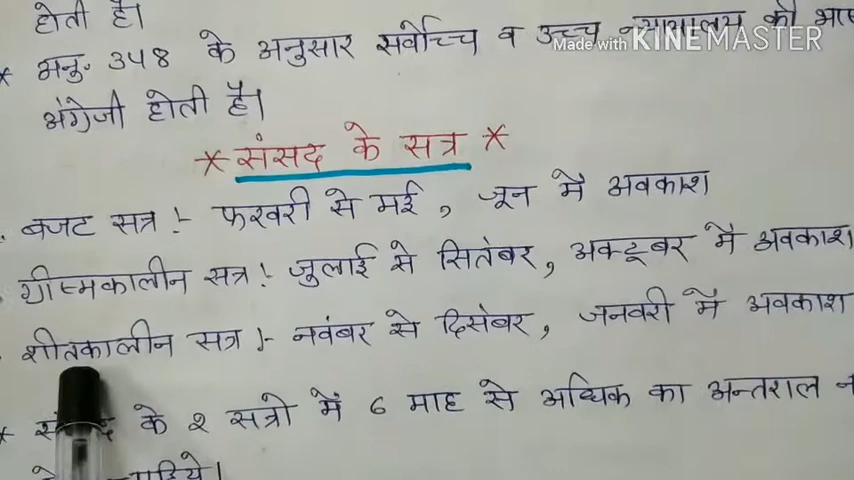 होती है।
* अनु॰ 348 के अनुसार सर्वोच्च व उच्च न्यायालय की भाष
Made with KINEMASTER
अंग्रेजी होती है।
* संसद के सत्र *
बजट सत्र :- फरवरी से मई, जून में अवकाश
ग्रीष्मकालीन सत्र :- जुलाई से सितंबर, अक्टूबर में अवकाश
शीतकालीन सत्र :- नवंबर से दिसंबर, जनवरी में अवकाश
* के 2 सत्रो में 6 माह से अधिक का अन्तराल न